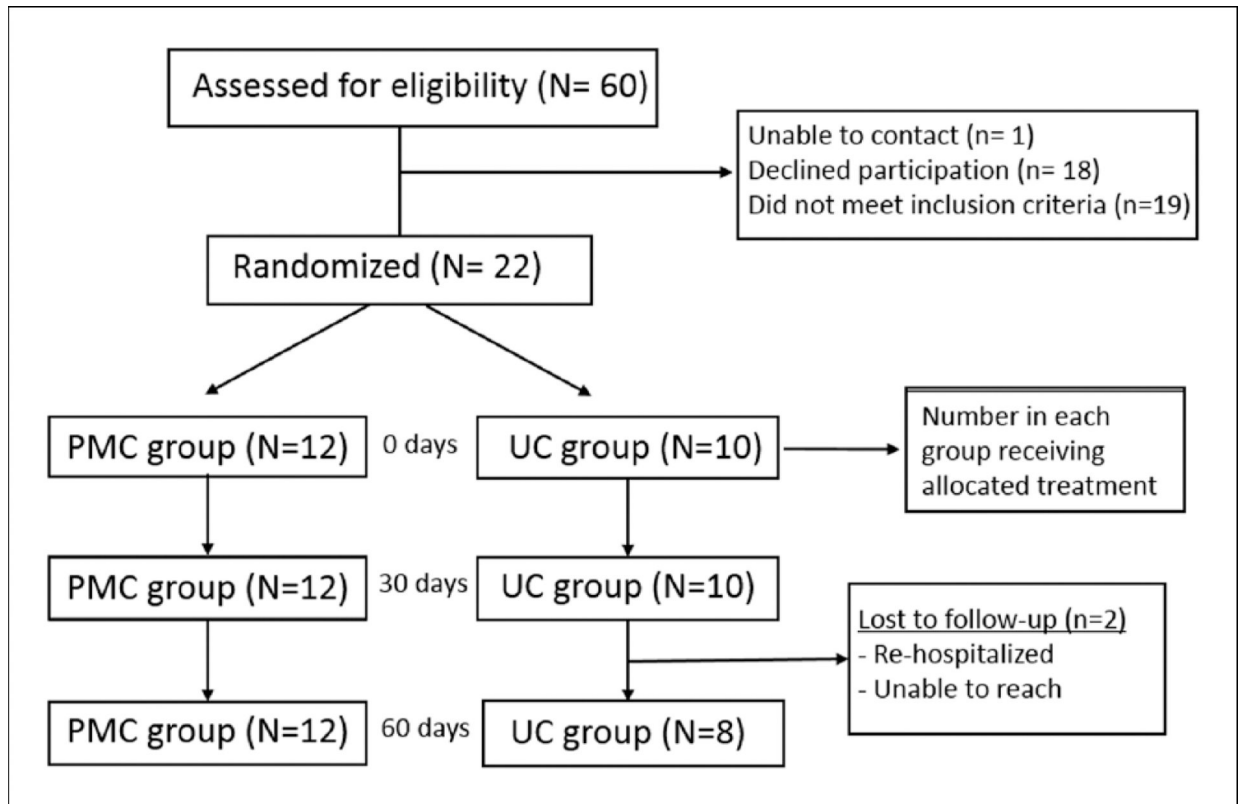 Assessed for eligibility (N= 60)
Unable to contact (n= 1)
Declined participation (n= 18)
Did not meet inclusion criteria (n=19)
Randomized (N= 22)
PMC group (N=12)
0 days
UC group (N=10)
Number in each
group receiving
allocated treatment
PMC group (N=12)
30 days
UC group (N=10)
Lost to follow-up (n=2)
- Re-hospitalized
- Unable to reach
PMC group (N=12)
60 days
UC group (N=8)